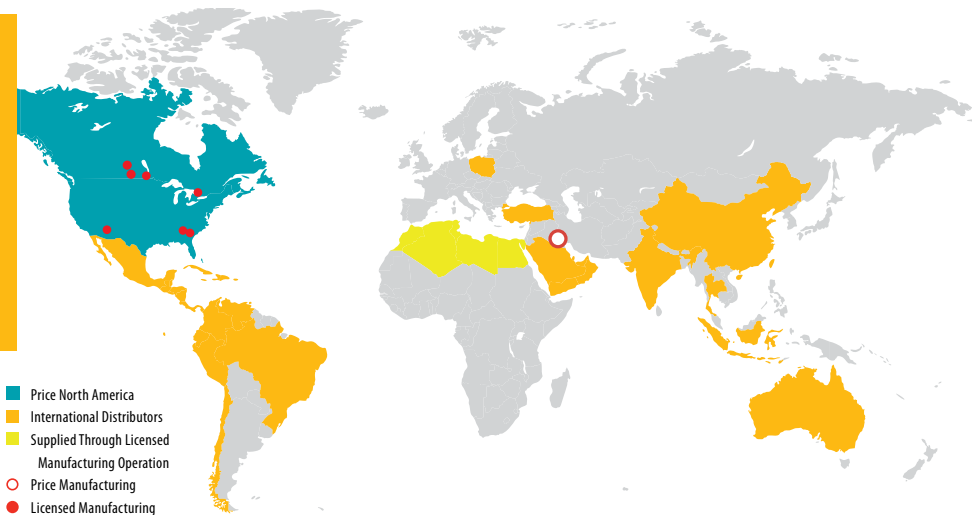 Price North America
International Distributors
Supplied Through Licensed
Manufacturing Operation
Price Manufacturing
Licensed Manufacturing